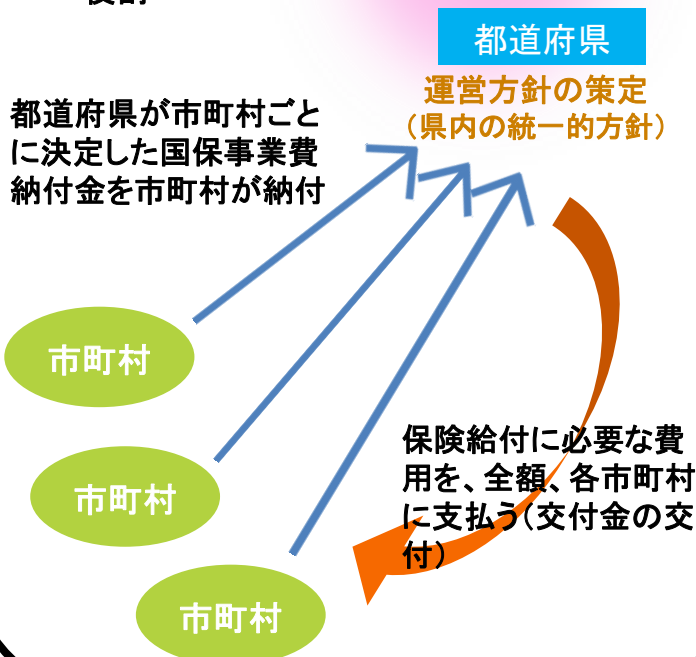 都道府県
運営方針の策定
（県内の統一的方針）
都道府県が市町村ごと
に決定した国保事業費
納付金を市町村が納付
市町村
市町村
市町村
保険給付に必要な費
用を、全額、各市町村
に支払う（交付金の交
付）